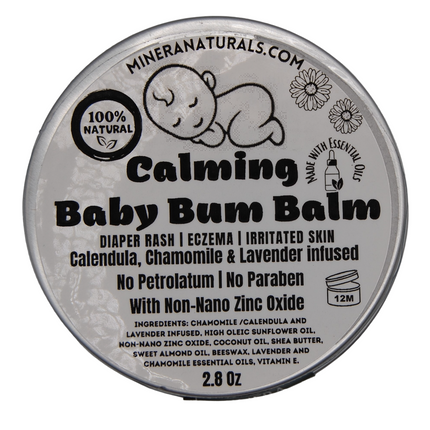 MINERANATURALS.COM
100%
NATURAL
MADE WITH ESSENTIAL OILS
Calming
Baby Bum Balm
DIAPER RASH | ECZEMA | IRRITATED SKIN
Calendula, Chamomile & Lavender infused
No Petrolatum | No Paraben
12M
With Non-Nano Zinc Oxide
INGREDIENTS: CHAMOMILE /CALENDULA AND
LAVENDER INFUSED, HIGH OLEIC SUNFLOWER OIL,
NON-NANO ZINC OXIDE, COCONUT OIL, SHEA BUTTER,
SWEET ALMOND OIL, BEESWAX, LAVENDER AND
CHAMOMILE ESSENTIAL OILS, VITAMIN E.
2.8 Oz